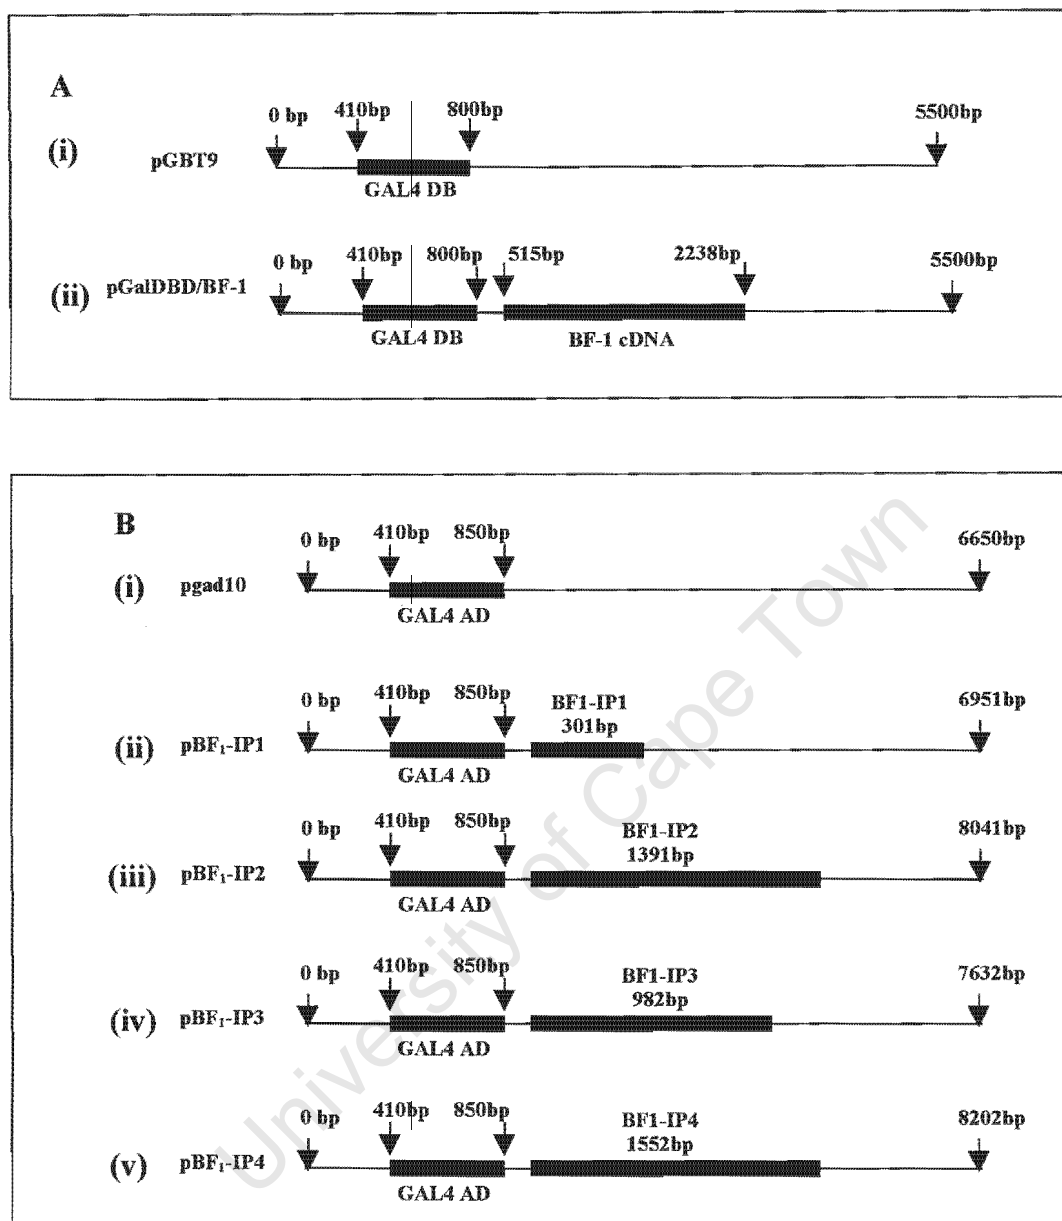 A
0 bp 410bp 800bp 5500bp
(i) pGBT9
GAL4 DB
0 bp 410bp 800bp 515bp 2238bp 5500bp
(ii) pGalDBD/BF-1
GAL4 DB BF-1 cDNA
B
0 bp 410bp 850bp 6650bp
(i) pgad10
GAL4 AD
0 bp 410bp 850bp BF1-IP1 6951bp
301bp
(ii) pBF₁-IP1
GAL4 AD
0 bp 410bp 850bp BF1-IP2 8041bp
1391bp
(iii) pBF₁-IP2
GAL4 AD
0 bp 410bp 850bp BF1-IP3 7632bp
982bp
(iv) pBF₁-IP3
GAL4 AD
0 bp 410bp 850bp BF1-IP4 8202bp
1552bp
(v) pBF₁-IP4
GAL4 AD
University of Cape Town